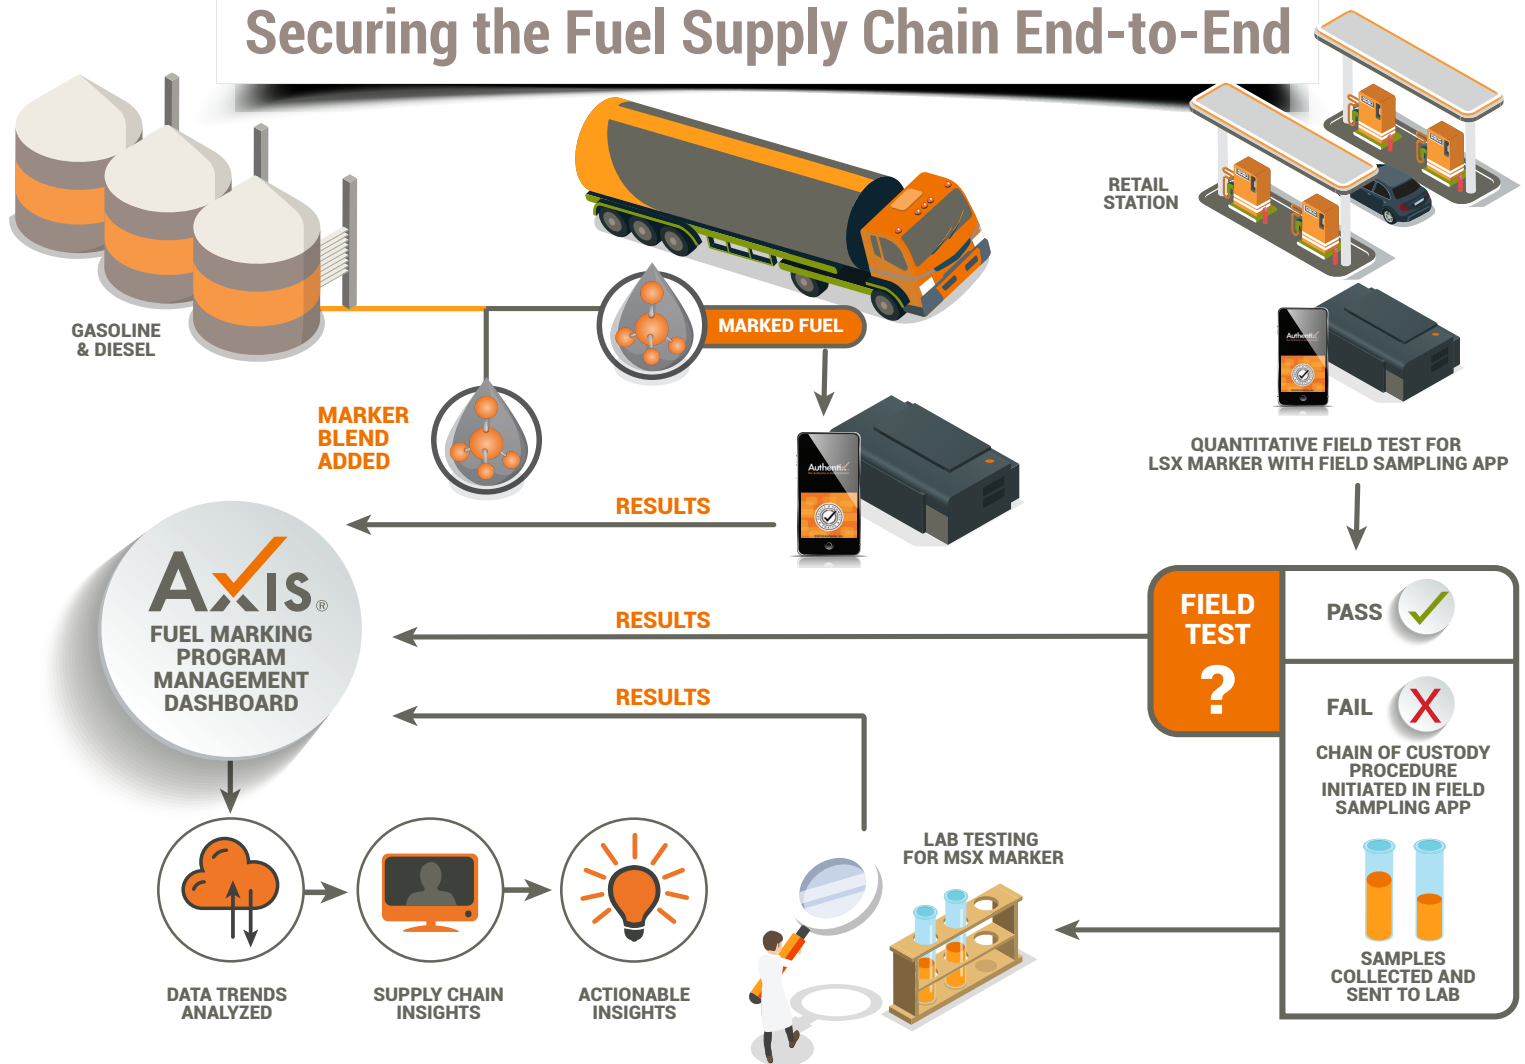 Securing the Fuel Supply Chain End-to-End
RETAIL
STATION
GASOLINE
& DIESEL
MARKED FUEL
MARKER
BLEND
ADDED
Authentix
Authentix
QUANTITATIVE FIELD TEST FOR
LSX MARKER WITH FIELD SAMPLING APP
RESULTS
AXIS®
FUEL MARKING
PROGRAM
MANAGEMENT
DASHBOARD
RESULTS
FIELD
TEST
?
PASS
RESULTS
FAIL
CHAIN OF CUSTODY
PROCEDURE
INITIATED IN FIELD
SAMPLING APP
LAB TESTING
FOR MSX MARKER
SAMPLES
COLLECTED AND
SENT TO LAB
DATA TRENDS
ANALYZED
SUPPLY CHAIN
INSIGHTS
ACTIONABLE
INSIGHTS